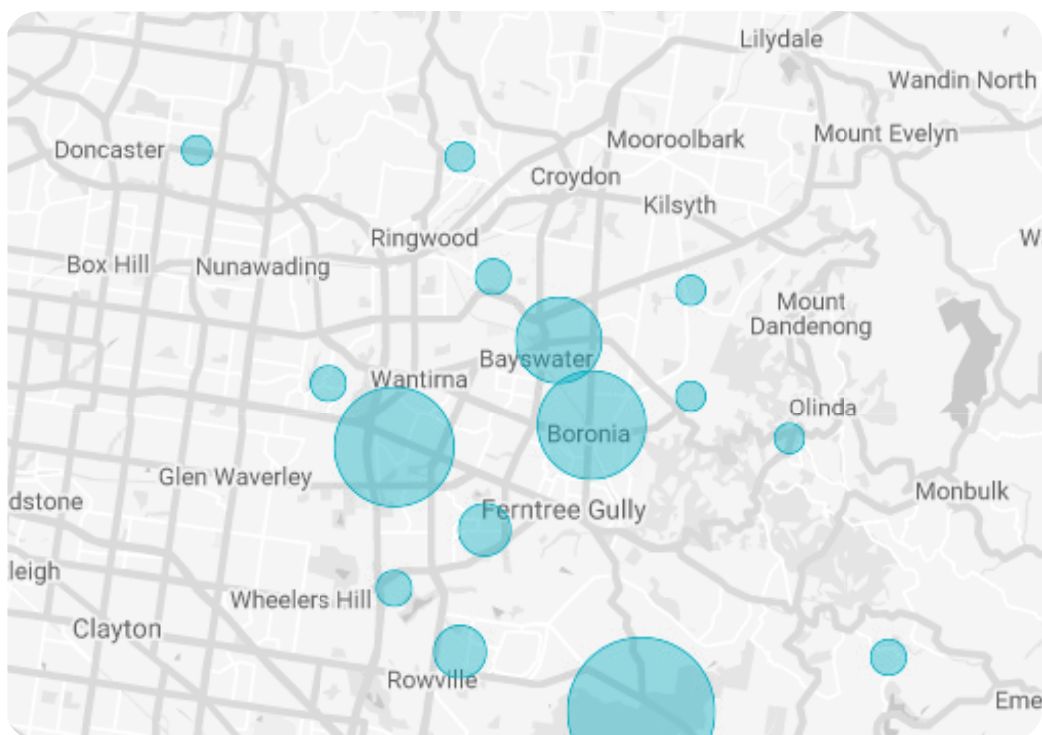 Lilydale
Wandin North
Mount Evelyn
Mooroolbark
Doncaster
Croydon
Kilsyth
Ringwood
W
Box Hill
Nunawading
Mount
Dandenong
Bayswater
Wantirna
Olinda
Boronia
Glen Waverley
Monbulk
dstone
Ferntree Gully
leigh
Wheelers Hill
Clayton
Rowville
Eme